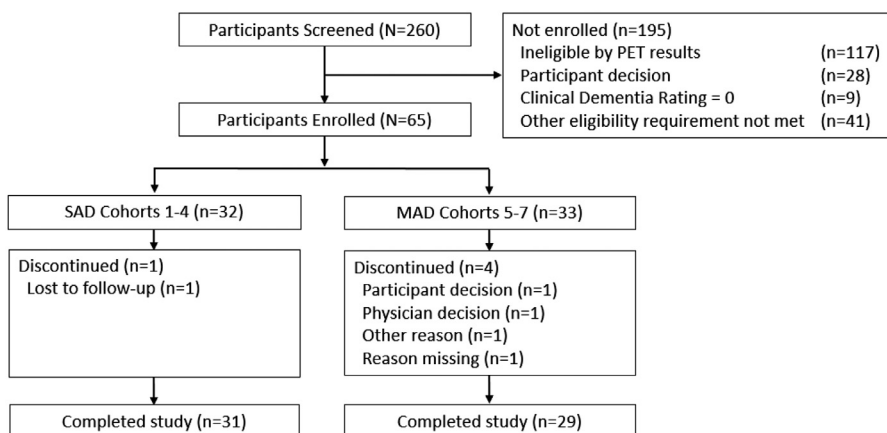 Participants Screened (N=260)
Not enrolled (n=195)
Ineligible by PET results (n=117)
Participant decision (n=28)
Clinical Dementia Rating = 0 (n=9)
Other eligibility requirement not met (n=41)
Participants Enrolled (N=65)
SAD Cohorts 1-4 (n=32)
MAD Cohorts 5-7 (n=33)
Discontinued (n=1)
Lost to follow-up (n=1)
Discontinued (n=4)
Participant decision (n=1)
Physician decision (n=1)
Other reason (n=1)
Reason missing (n=1)
Completed study (n=31)
Completed study (n=29)